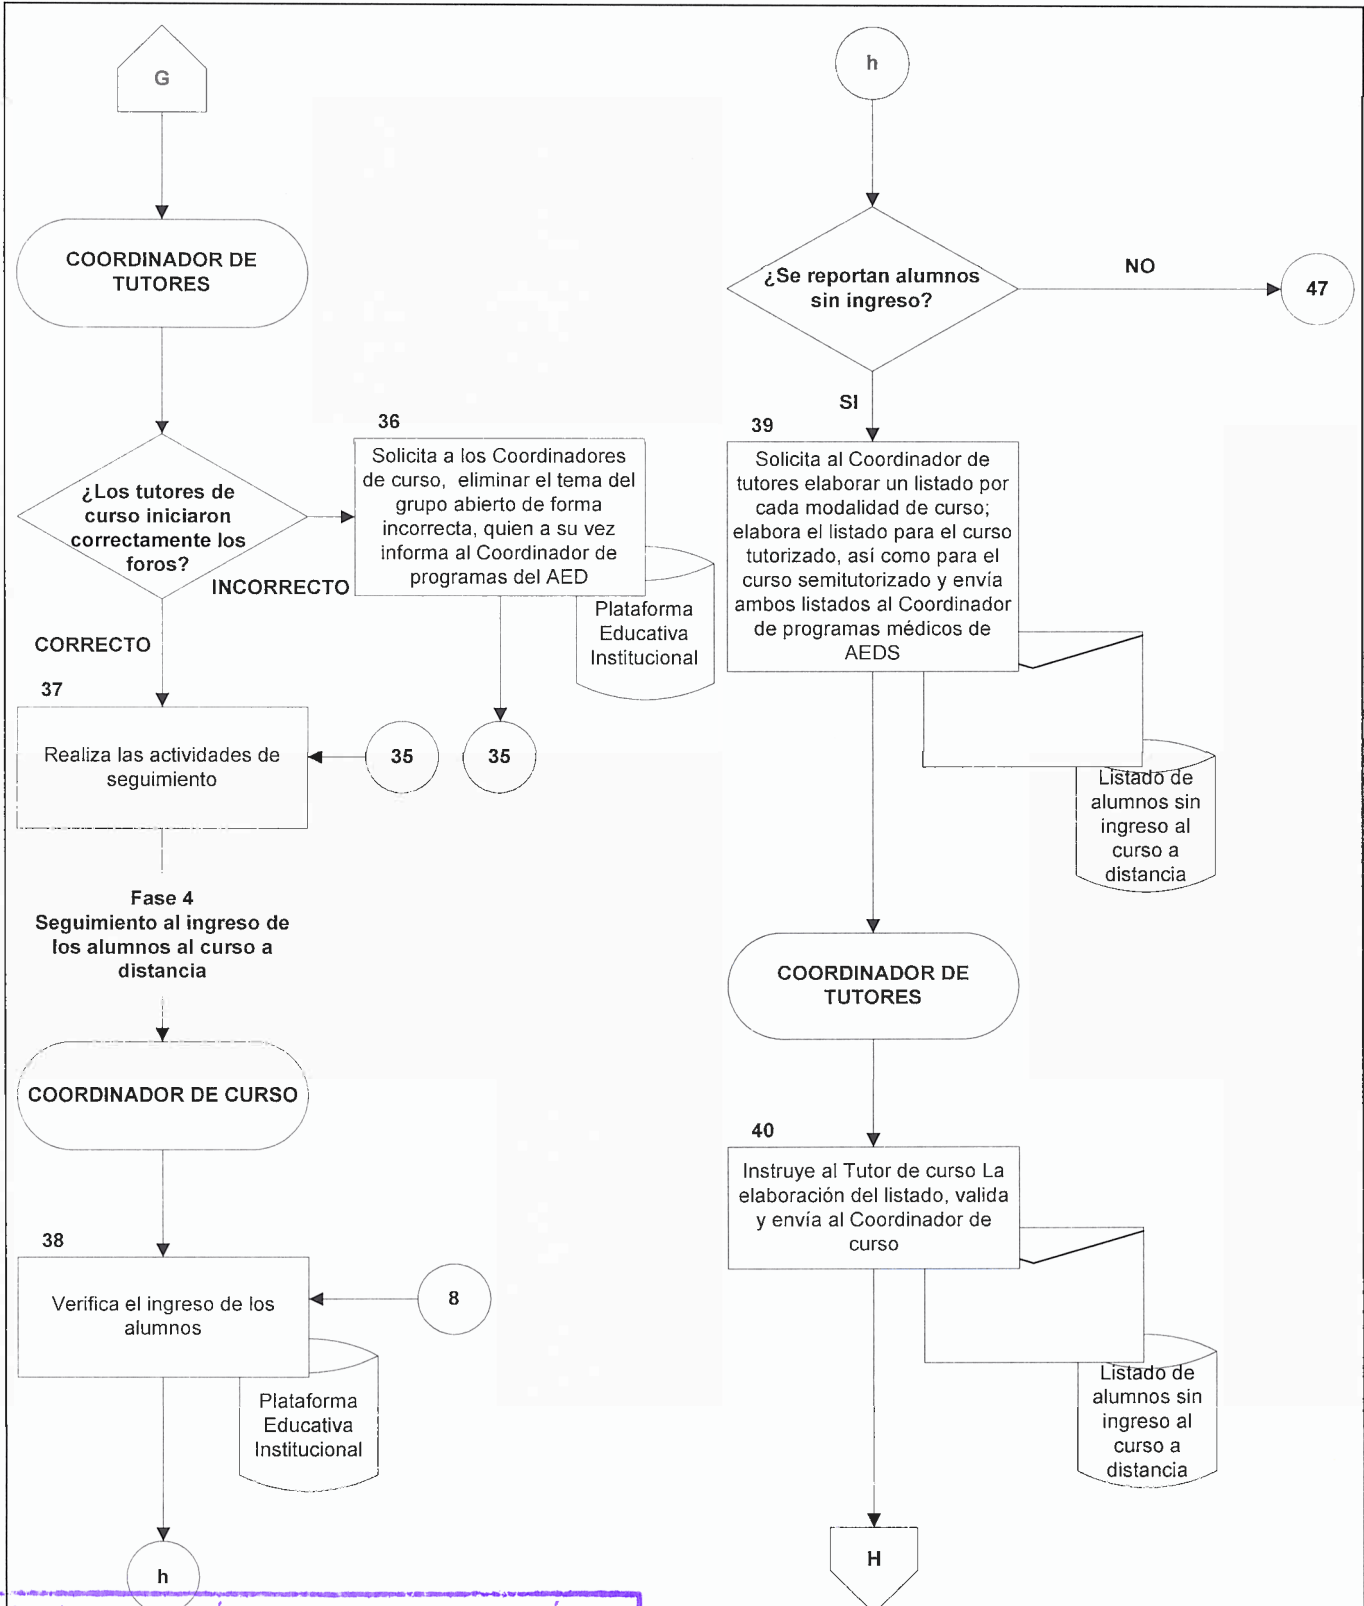 G
COORDINADOR DE
TUTORES
¿Los tutores de
curso iniciaron
correctamente los
foros?
INCORRECTO
CORRECTO
36
Solicita a los Coordinadores
de curso, eliminar el tema del
grupo abierto de forma
incorrecta, quien a su vez
informa al Coordinador de
programas del AED
Plataforma
Educativa
Institucional
37
Realiza las actividades de
seguimiento
35
35
Fase 4
Seguimiento al ingreso de
los alumnos al curso a
distancia
COORDINADOR DE CURSO
38
Verifica el ingreso de los
alumnos
8
Plataforma
Educativa
Institucional
h
h
¿Se reportan alumnos
sin ingreso?
NO
47
SI
39
Solicita al Coordinador de
tutores elaborar un listado por
cada modalidad de curso;
elabora el listado para el curso
tutorizado, así como para el
curso semitutorizado y envía
ambos listados al Coordinador
de programas médicos de
AEDS
Listado de
alumnos sin
ingreso al
curso a
distancia
COORDINADOR DE
TUTORES
40
Instruye al Tutor de curso La
elaboración del listado, valida
y envía al Coordinador de
curso
Listado de
alumnos sin
ingreso al
curso a
distancia
H